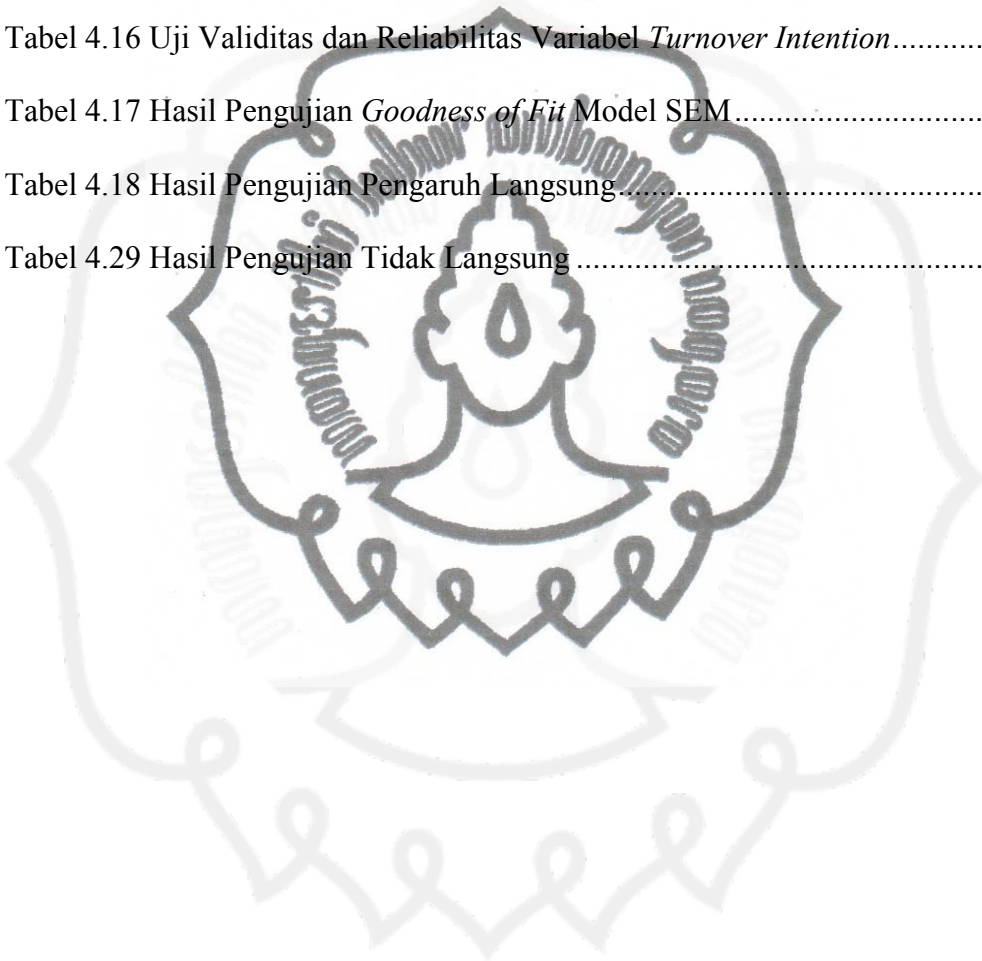 Tabel 4.16 Uji Validitas dan Reliabilitas Variabel Turnover Intention...........
Tabel 4.17 Hasil Pengujian Goodness of Fit Model SEM...............................
Tabel 4.18 Hasil Pengujian Pengaruh Langsung..............................................
Tabel 4.29 Hasil Pengujian Tidak Langsung ...................................................